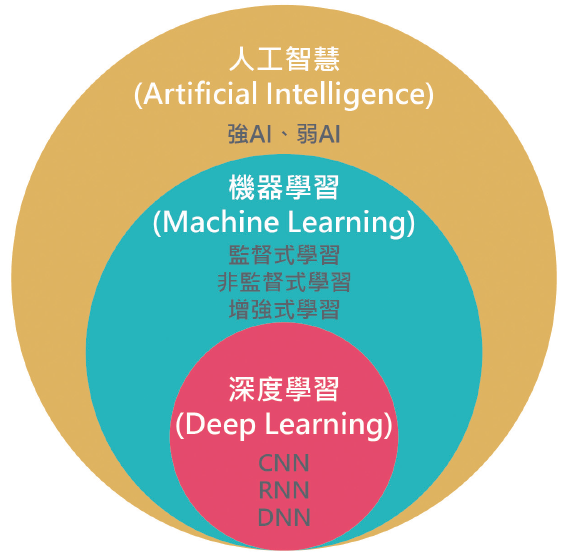 人工智慧
(Artificial Intelligence)
強AI、弱AI
機器學習
(Machine Learning)
監督式學習
非監督式學習
增強式學習
深度學習
(Deep Learning)
CNN
RNN
DNN